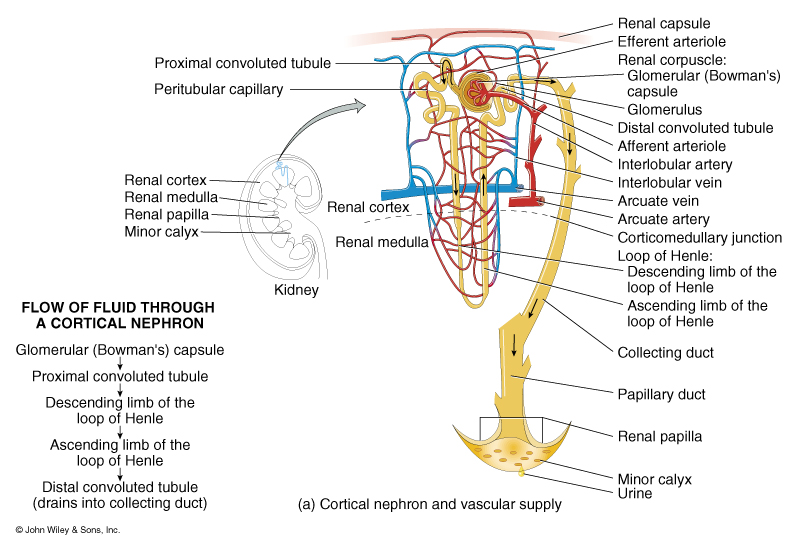 Renal capsule
Efferent arteriole
Renal corpuscle:
Glomerular (Bowman's)
capsule
Glomerulus
Distal convoluted tubule
Afferent arteriole
Interlobular artery
Interlobular vein
Arcuate vein
Arcuate artery
Corticomedullary junction
Loop of Henle:
Descending limb of the
loop of Henle
Ascending limb of the
loop of Henle
Collecting duct
Papillary duct
Renal papilla
Minor calyx
Urine
Proximal convoluted tubule
Peritubular capillary
Renal cortex
Renal medulla
Renal papilla
Minor calyx
Kidney
Renal cortex
Renal medulla
FLOW OF FLUID THROUGH
A CORTICAL NEPHRON
Glomerular (Bowman's) capsule
Proximal convoluted tubule
Descending limb of the
loop of Henle
Ascending limb of the
loop of Henle
Distal convoluted tubule
(drains into collecting duct)
(a) Cortical nephron and vascular supply
© John Wiley & Sons, Inc.